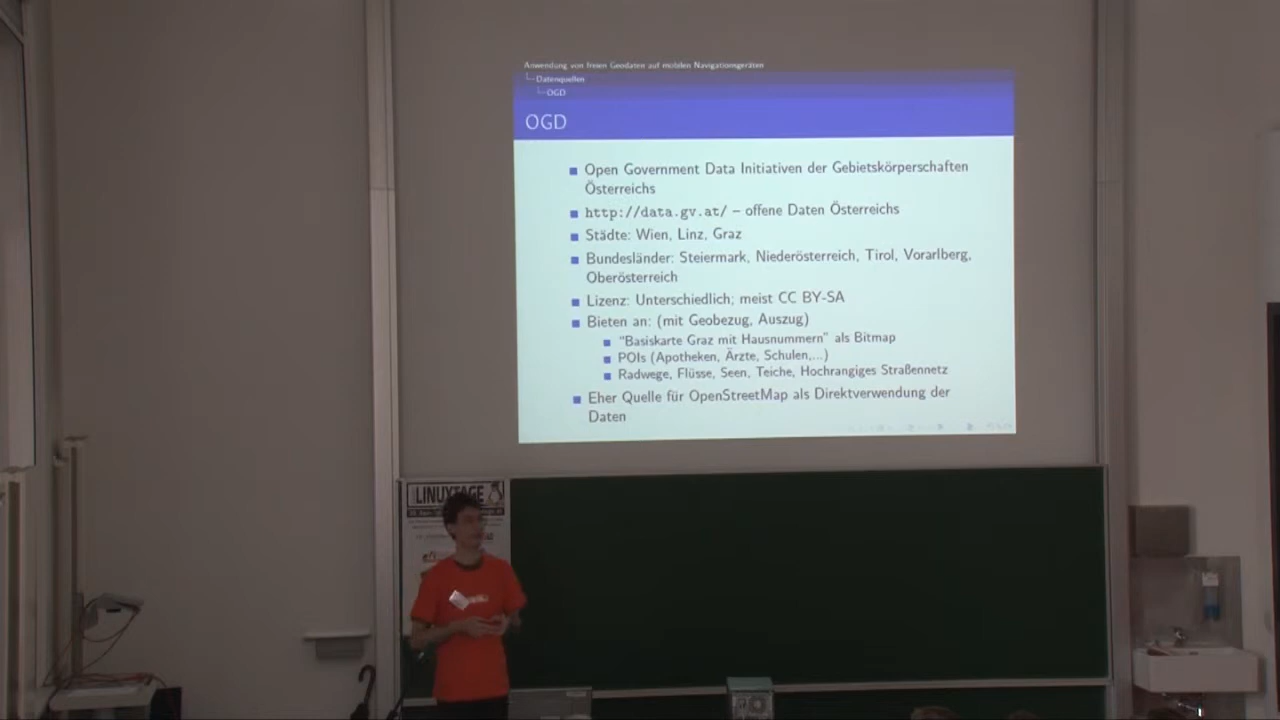 Anwendung von freien Geodaten auf mobilen Navigationsgeräten
Datenquellen
OGD
OGD
Open Government Data Initiativen der Gebietskörperschaften
Österreichs
http://data.gv.at/ – offene Daten Österreichs
Städte: Wien, Linz, Graz
Bundesländer: Steiermark, Niederösterreich, Tirol, Vorarlberg,
Oberösterreich
Lizenz: Unterschiedlich; meist CC BY-SA
Bieten an: (mit Geobezug, Auszug)
“Basiskarte Graz mit Hausnummern” als Bitmap
POIs (Apotheken, Ärzte, Schulen,...)
Radwege, Flüsse, Seen, Teiche, Hochrangiges Straßennetz
Eher Quelle für OpenStreetMap als Direktverwendung der
Daten
LINUXTAGE